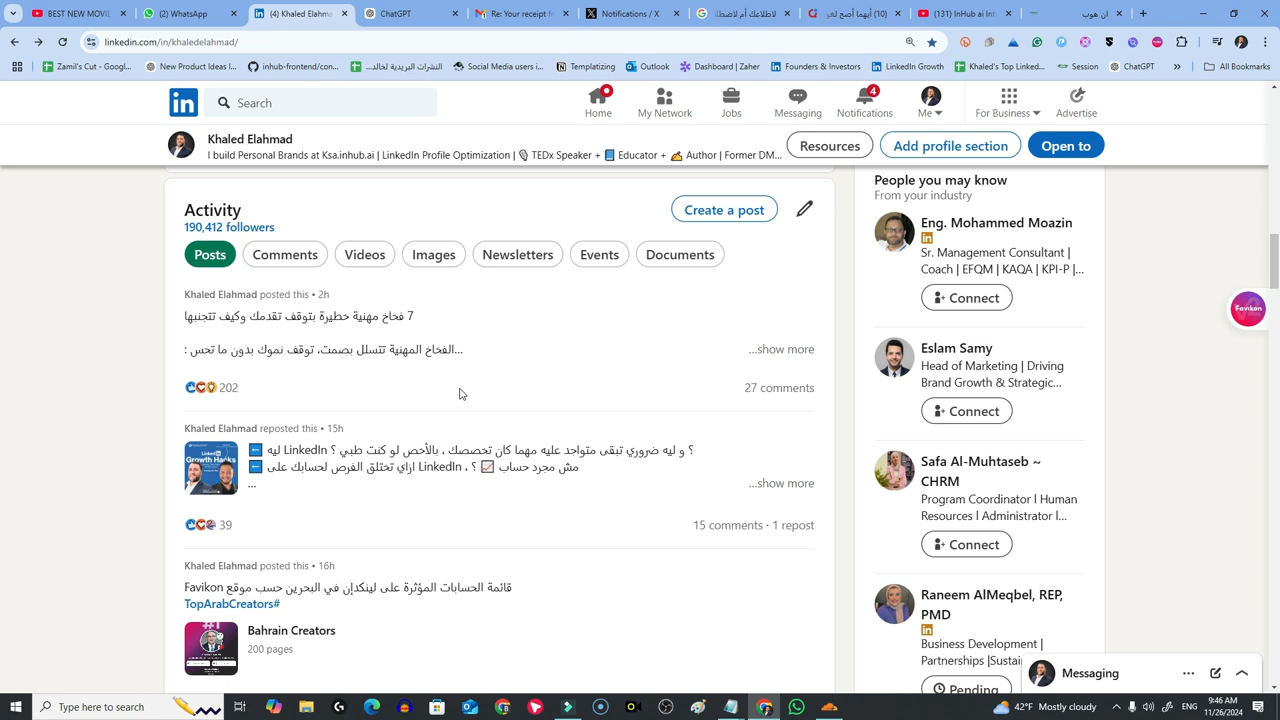 BEST NEW MOVIE
(4) Khaled Elahmad
ChatGPT
Re: Your receipt f
Notifications /
لاطلاعك أم لاضطلا
(10) أيهما أصح لغو
(131) InHub u
ان هوب - YouTube
linkedin.com/in/khaledelahmad/
Zamil's Cut - Googl...
New Product Ideas I...
inhub-frontend/con...
النشرات البريدية لخالد...
Social Media users i...
Templatizing
Outlook
Dashboard | Zaher
Founders & Investors
LinkedIn Growth
Khaled's Top Linked...
Session
ChatGPT
All Bookmarks
in
Search
Home
My Network
Jobs
Messaging
4
Notifications
Me
For Business
Advertise
Khaled Elahmad
I build Personal Brands at Ksa.inhub.ai | LinkedIn Profile Optimization | 🎙 TEDx Speaker + 📘 Educator + ✍ Author | Former DM...
Resources
Add profile section
Open to
Activity
190,412 followers
Create a post
Posts
Comments
Videos
Images
Newsletters
Events
Documents
Khaled Elahmad posted this • 2h
7 فخاخ مهنية خطيرة بتوقف تقدمك وكيف تتجنبها
الفخاخ المهنية تتسلل بصمت، توقف نموك بدون ما تحس :...
...show more
202
27 comments
Khaled Elahmad reposted this • 15h
LinkedIn
Growth Hacks
⬅ ليه LinkedIn ؟ و ليه ضروري تبقى متواجد عليه مهما كان تخصصك ، بالأخص لو كنت طبي ؟
⬅ ازاي تختلق الفرص لحسابك على LinkedIn ، ؟ 📈 مش مجرد حساب
...
...show more
39
15 comments · 1 repost
Khaled Elahmad posted this • 16h
قائمة الحسابات المؤثرة على لينكدإن في البحرين حسب موقع Favikon
#TopArabCreators
#1
Bahrain Creators
200 pages
People you may know
From your industry
Eng. Mohammed Moazin
Sr. Management Consultant |
Coach | EFQM | KAQA | KPI-P |...
Connect
Eslam Samy
Head of Marketing | Driving
Brand Growth & Strategic...
Connect
Safa Al-Muhtaseb ~
CHRM
Program Coordinator l Human
Resources l Administrator l...
Connect
Raneem AlMeqbel, REP,
PMD
Business Development |
Partnerships |Sustai
Pending
Favikon
Messaging
Type here to search
42°F Mostly cloudy
ENG
9:46 AM
11/26/2024